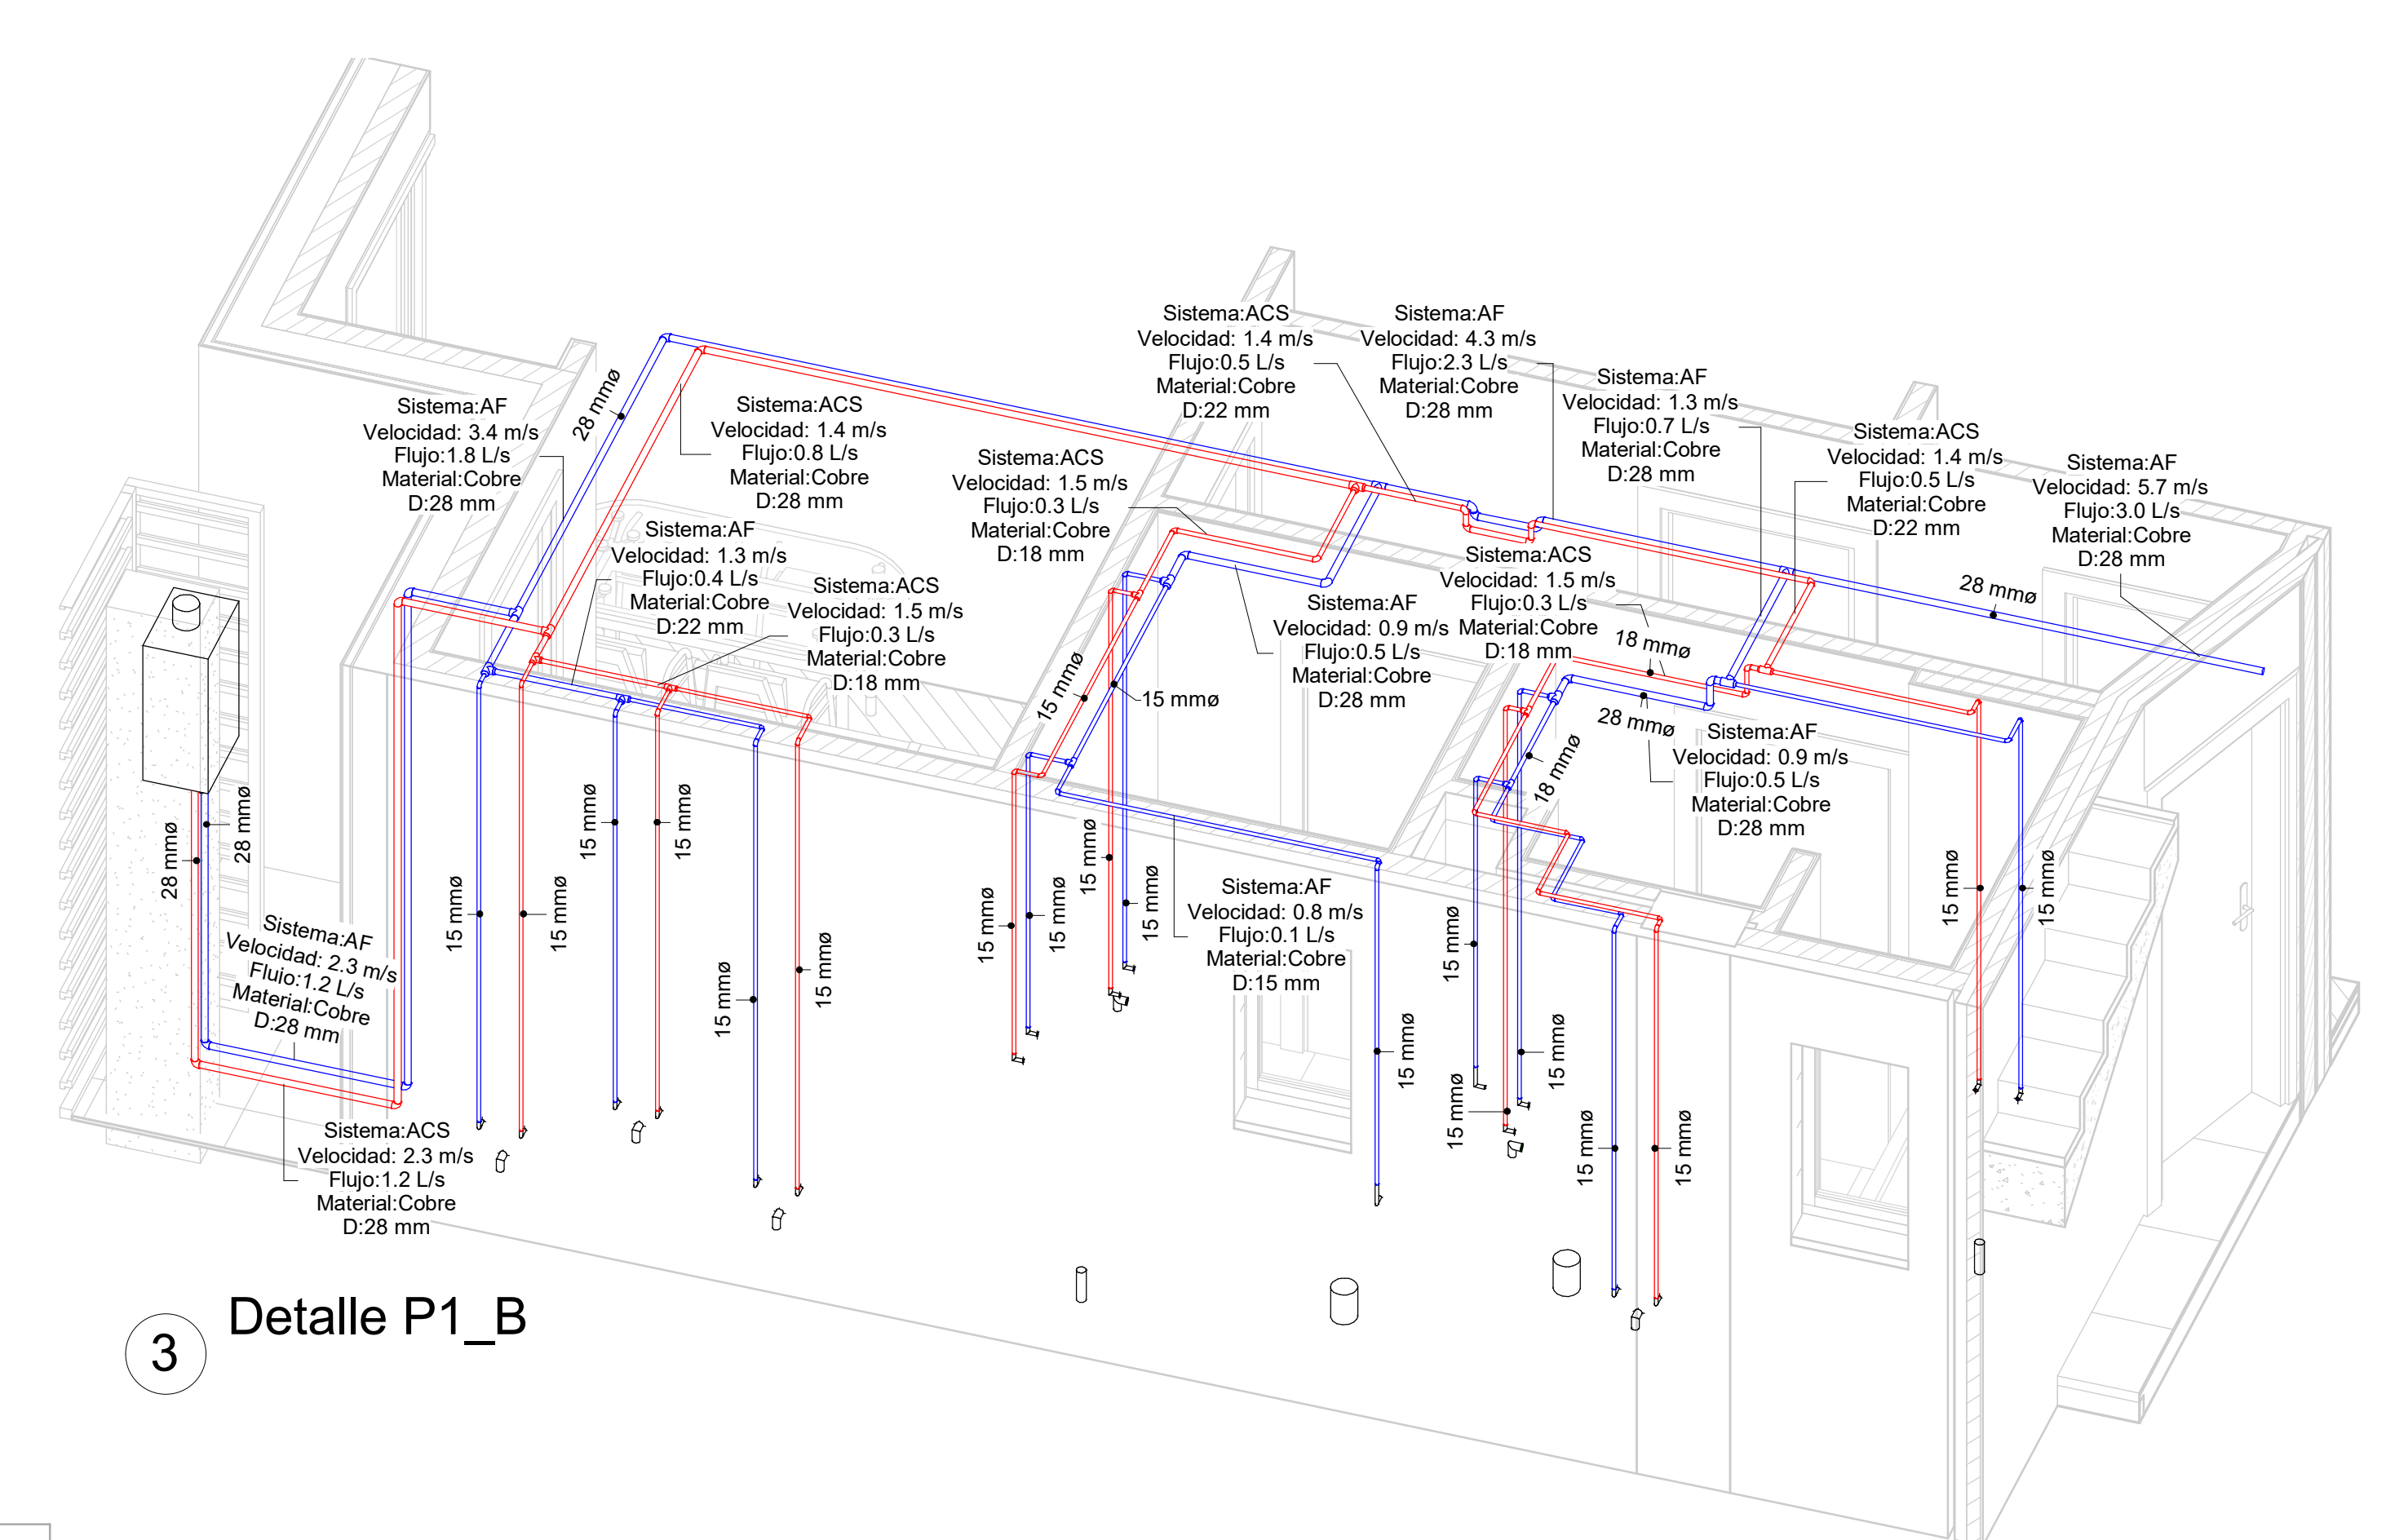 Sistema:ACS
Velocidad: 1.4 m/s
Flujo:0.5 L/s
Material:Cobre
D:22 mm
Sistema:AF
Velocidad: 4.3 m/s
Flujo:2.3 L/s
Material:Cobre
D:28 mm
Sistema:AF
Velocidad: 1.3 m/s
Flujo:0.7 L/s
Material:Cobre
D:28 mm
Sistema:ACS
Velocidad: 1.4 m/s
Flujo:0.5 L/s
Material:Cobre
D:22 mm
Sistema:AF
Velocidad: 5.7 m/s
Flujo:3.0 L/s
Material:Cobre
D:28 mm
28 mmø
28 mmø
Sistema:AF
Velocidad: 3.4 m/s
Flujo:1.8 L/s
Material:Cobre
D:28 mm
Sistema:ACS
Velocidad: 1.4 m/s
Flujo:0.8 L/s
Material:Cobre
D:28 mm
Sistema:ACS
Velocidad: 1.5 m/s
Flujo:0.3 L/s
Material:Cobre
D:18 mm
Sistema:AF
Velocidad: 1.3 m/s
Flujo:0.4 L/s
Material:Cobre
D:22 mm
Sistema:ACS
Velocidad: 1.5 m/s
Flujo:0.3 L/s
Material:Cobre
D:18 mm
Sistema:AF
Velocidad: 0.9 m/s
Flujo:0.5 L/s
Material:Cobre
D:28 mm
Sistema:ACS
Velocidad: 1.5 m/s
Flujo:0.3 L/s
Material:Cobre
D:18 mm
18 mmø
28 mmø
18 mmø
Sistema:AF
Velocidad: 0.9 m/s
Flujo:0.5 L/s
Material:Cobre
D:28 mm
15 mmø
15 mmø
28 mmø
28 mmø
15 mmø
15 mmø
15 mmø
15 mmø
15 mmø
15 mmø
15 mmø
15 mmø
15 mmø
15 mmø
Sistema:AF
Velocidad: 0.8 m/s
Flujo:0.1 L/s
Material:Cobre
D:15 mm
15 mmø
15 mmø
15 mmø
15 mmø
15 mmø
15 mmø
15 mmø
15 mmø
Sistema:AF
Velocidad: 2.3 m/s
Flujo:1.2 L/s
Material:Cobre
D:28 mm
Sistema:ACS
Velocidad: 2.3 m/s
Flujo:1.2 L/s
Material:Cobre
D:28 mm
3
Detalle P1_B